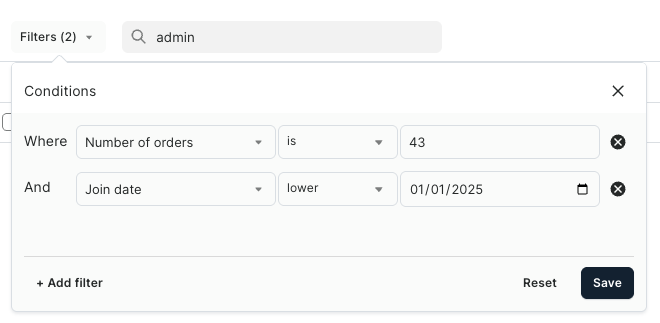 Filters (2) admin
Conditions
Where Number of orders is 43
And Join date lower 01/01/2025
+ Add filter Reset Save